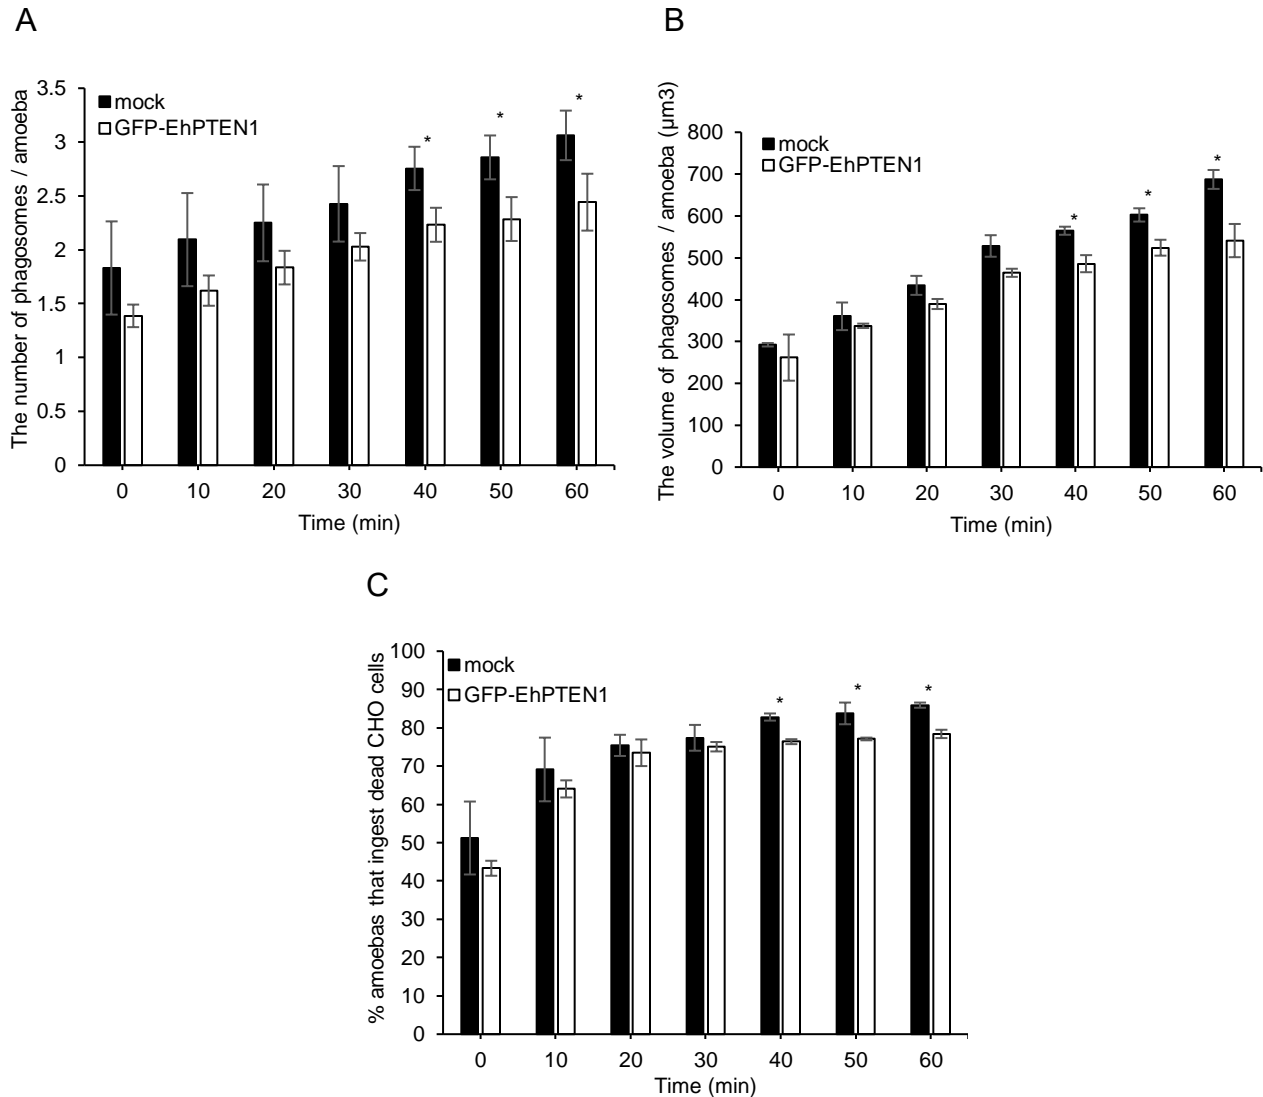 A
The number of phagosomes / amoeba
3.5
3
2.5
2
1.5
1
0.5
0
mock
GFP-EhPTEN1
*
*
*
0 10 20 30 40 50 60
Time (min)
B
The volume of phagosomes / amoeba (μm3)
800
700
600
500
400
300
200
100
0
mock
GFP-EhPTEN1
*
*
*
0 10 20 30 40 50 60
Time (min)
C
% amoebas that ingest dead CHO cells
100
90
80
70
60
50
40
30
20
10
0
mock
GFP-EhPTEN1
*
*
*
0 10 20 30 40 50 60
Time (min)